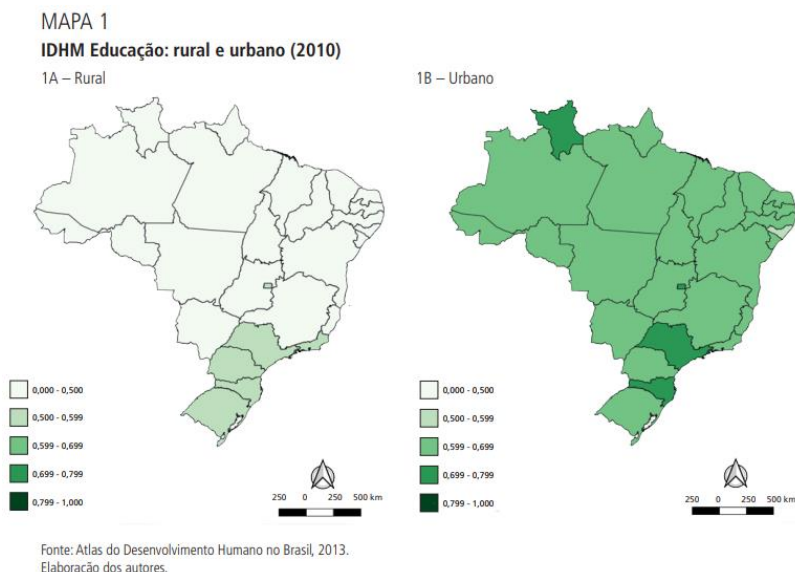 MAPA 1
IDHM Educação: rural e urbano (2010)
1A – Rural
1B – Urbano
0,000 - 0,500
0,500 - 0,599
0,599 - 0,699
0,699 - 0,799
0,799 - 1,000
250 0 250 500 km
0,000 - 0,500
0,500 - 0,599
0,599 - 0,699
0,699 - 0,799
0,799 - 1,000
250 0 250 500 km
Fonte: Atlas do Desenvolvimento Humano no Brasil, 2013.
Elaboração dos autores.